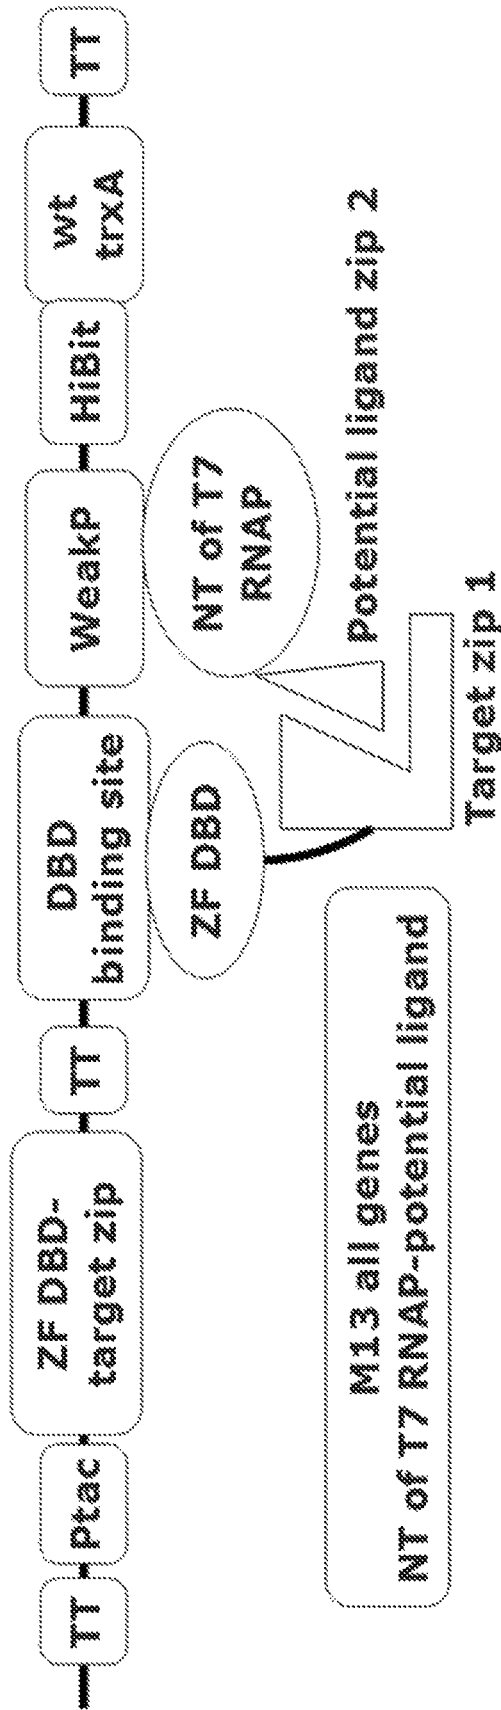 TT
Ptac
ZF DBD-
target zip
TT
DBD
binding site
WeakP
HiBit
wt
trxA
TT
ZF DBD
NT of T7
RNAP
Potential ligand zip 2
Target zip 1
M13 all genes
NT of T7 RNAP-potential ligand